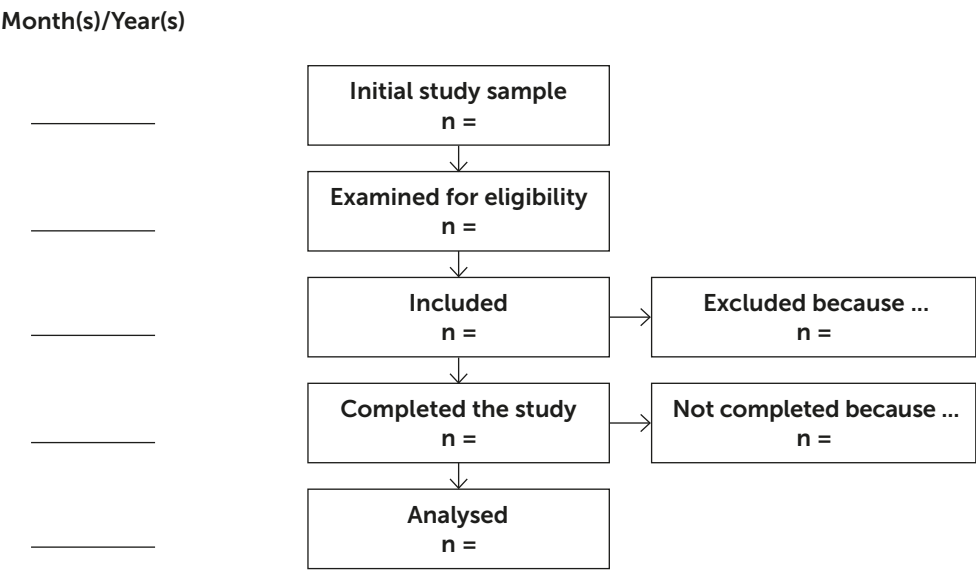 Month(s)/Year(s)
Initial study sample
n =
Examined for eligibility
n =
Included
n =
Excluded because ...
n =
Completed the study
n =
Not completed because ...
n =
Analysed
n =